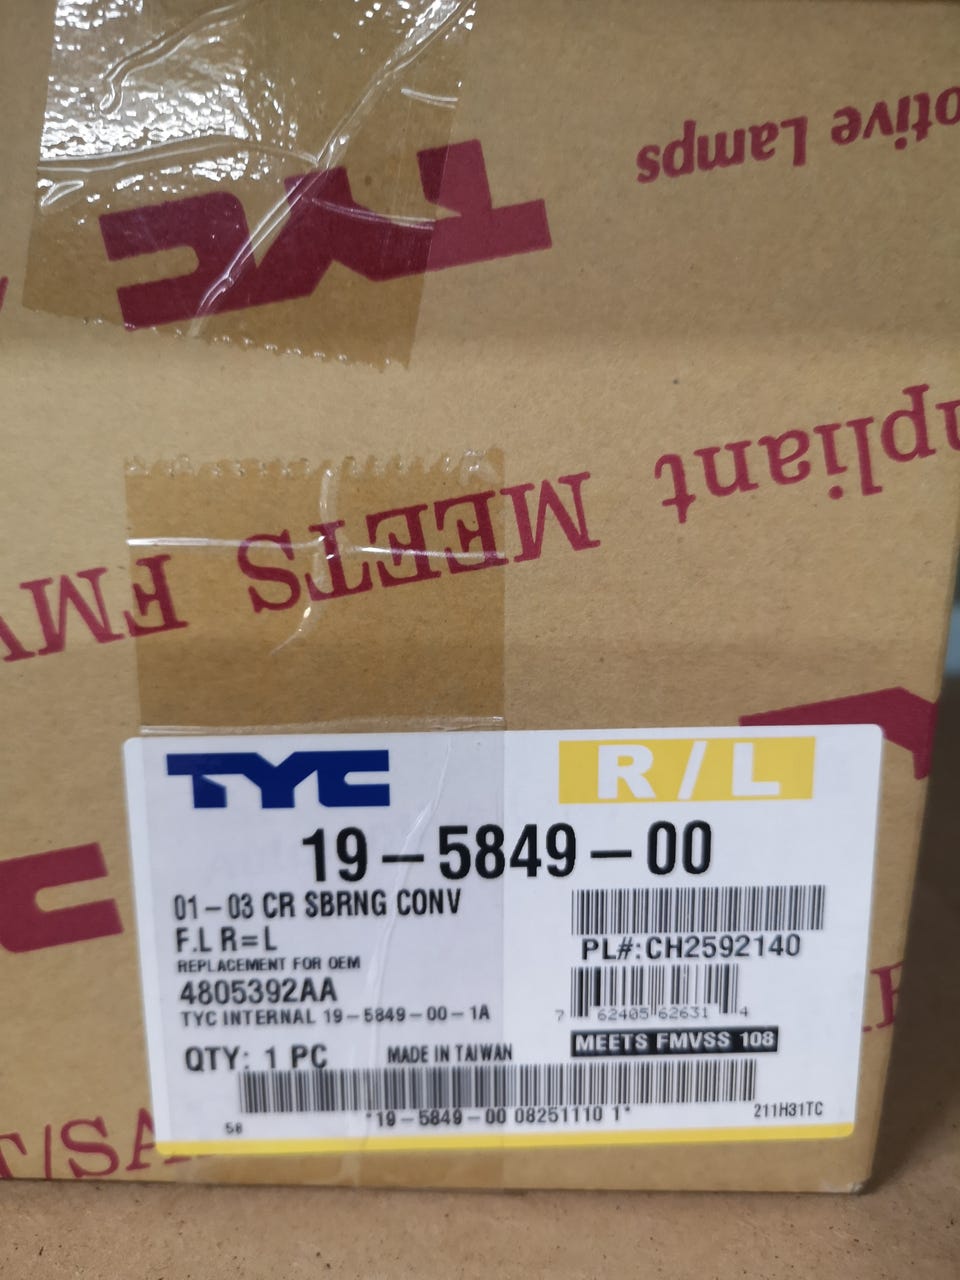 otive Lamps
TYC
mpliant MEETS FMV
TYC R/L
19-5849-00
01-03 CR SBRNG CONV
F.L R=L
PL#:CH2592140
REPLACEMENT FOR OEM
4805392AA
TYC INTERNAL 19-5849-00-1A
7 62405 62631 4
MEETS FMVSS 108
QTY: 1 PC MADE IN TAIWAN
*19-5849-00 08251110 1*
211H31TC
58
T/SA